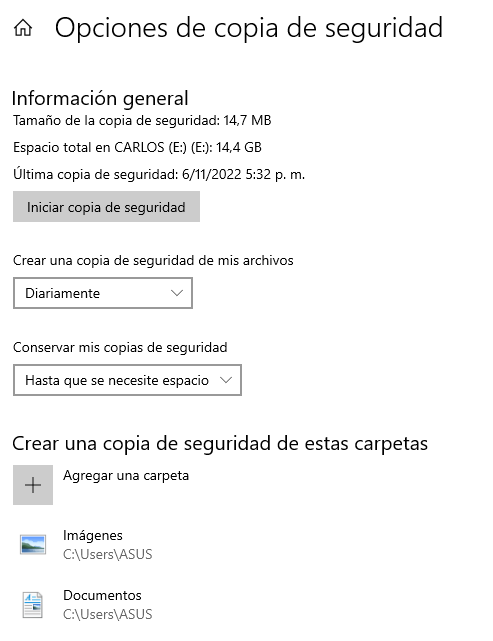 Opciones de copia de seguridad
Información general
Tamaño de la copia de seguridad: 14,7 MB
Espacio total en CARLOS (E:) (E:): 14,4 GB
Última copia de seguridad: 6/11/2022 5:32 p. m.
Iniciar copia de seguridad
Crear una copia de seguridad de mis archivos
Diariamente
Conservar mis copias de seguridad
Hasta que se necesite espacio
Crear una copia de seguridad de estas carpetas
Agregar una carpeta
Imágenes
C:\Users\ASUS
Documentos
C:\Users\ASUS